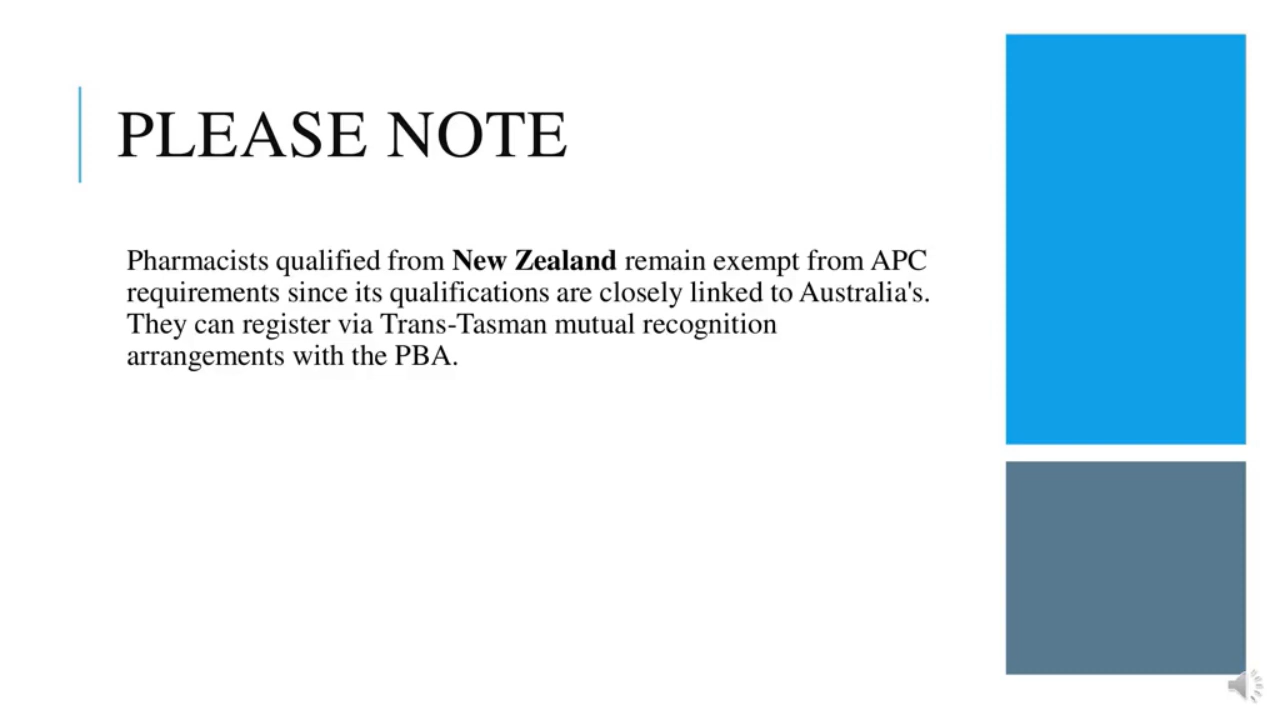 PLEASE NOTE
Pharmacists qualified from New Zealand remain exempt from APC
requirements since its qualifications are closely linked to Australia's.
They can register via Trans-Tasman mutual recognition
arrangements with the PBA.